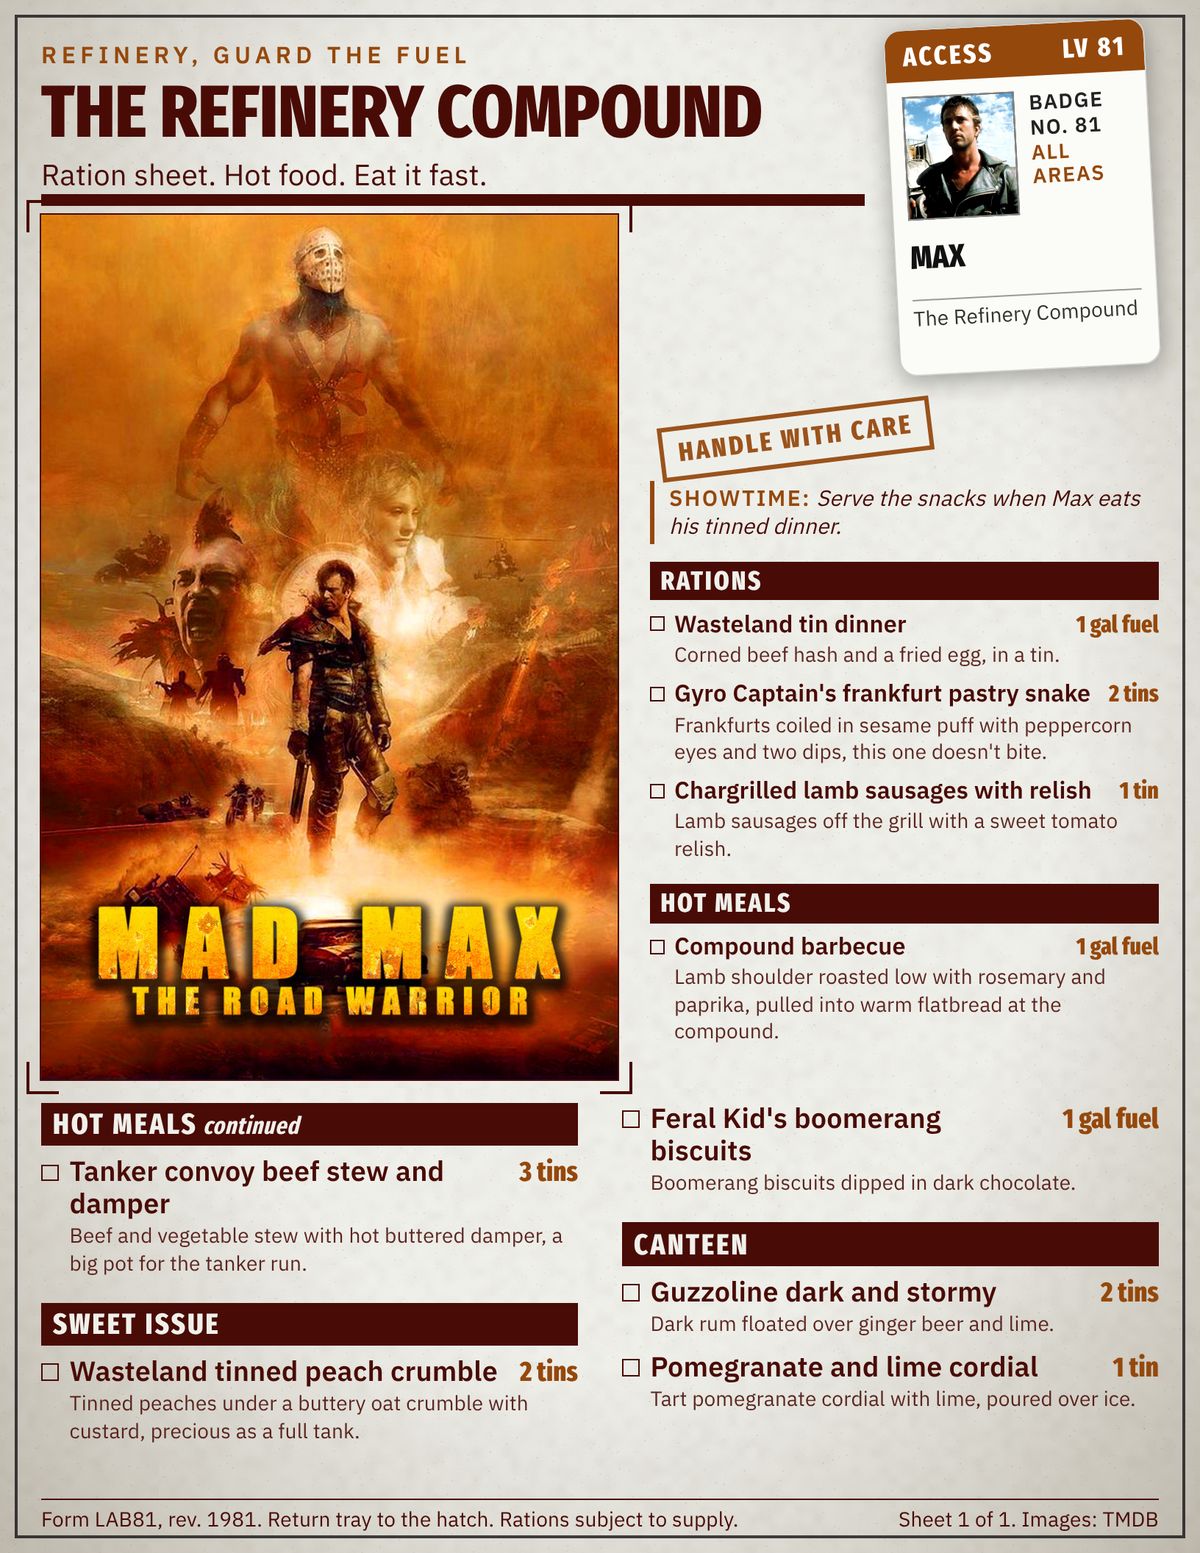 REFINERY, GUARD THE FUEL
THE REFINERY COMPOUND
Ration sheet. Hot food. Eat it fast.
ACCESS LV 81
BADGE
NO. 81
ALL
AREAS
MAX
The Refinery Compound
MAD MAX
THE ROAD WARRIOR
HANDLE WITH CARE
SHOWTIME: Serve the snacks when Max eats
his tinned dinner.
RATIONS
Wasteland tin dinner 1 gal fuel
Corned beef hash and a fried egg, in a tin.
Gyro Captain's frankfurt pastry snake 2 tins
Frankfurts coiled in sesame puff with peppercorn
eyes and two dips, this one doesn't bite.
Chargrilled lamb sausages with relish 1 tin
Lamb sausages off the grill with a sweet tomato
relish.
HOT MEALS
Compound barbecue 1 gal fuel
Lamb shoulder roasted low with rosemary and
paprika, pulled into warm flatbread at the
compound.
HOT MEALS continued
Tanker convoy beef stew and 3 tins
damper
Beef and vegetable stew with hot buttered damper, a
big pot for the tanker run.
SWEET ISSUE
Wasteland tinned peach crumble 2 tins
Tinned peaches under a buttery oat crumble with
custard, precious as a full tank.
Feral Kid's boomerang 1 gal fuel
biscuits
Boomerang biscuits dipped in dark chocolate.
CANTEEN
Guzzoline dark and stormy 2 tins
Dark rum floated over ginger beer and lime.
Pomegranate and lime cordial 1 tin
Tart pomegranate cordial with lime, poured over ice.
Form LAB81, rev. 1981. Return tray to the hatch. Rations subject to supply. Sheet 1 of 1. Images: TMDB